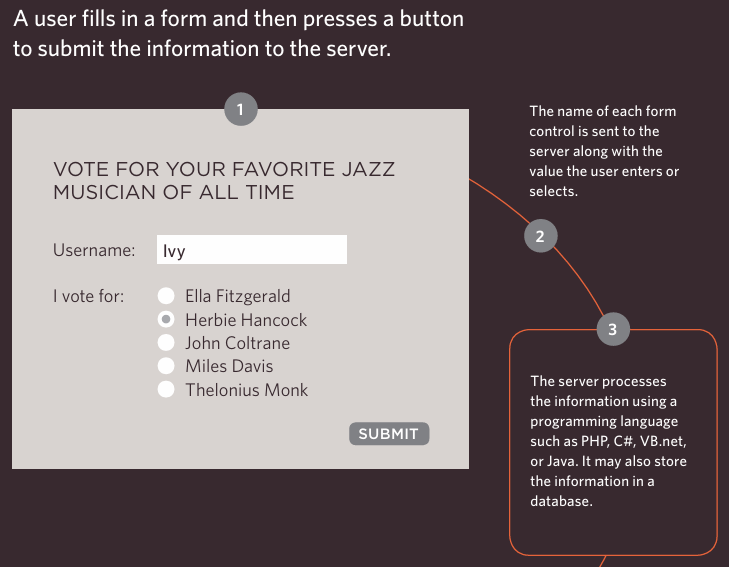 A user fills in a form and then presses a button
to submit the information to the server.
1
VOTE FOR YOUR FAVORITE JAZZ
MUSICIAN OF ALL TIME
Username: Ivy
I vote for: Ella Fitzgerald
Herbie Hancock
John Coltrane
Miles Davis
Thelonius Monk
SUBMIT
The name of each form
control is sent to the
server along with the
value the user enters or
selects.
2
3
The server processes
the information using a
programming language
such as PHP, C#, VB.net,
or Java. It may also store
the information in a
database.